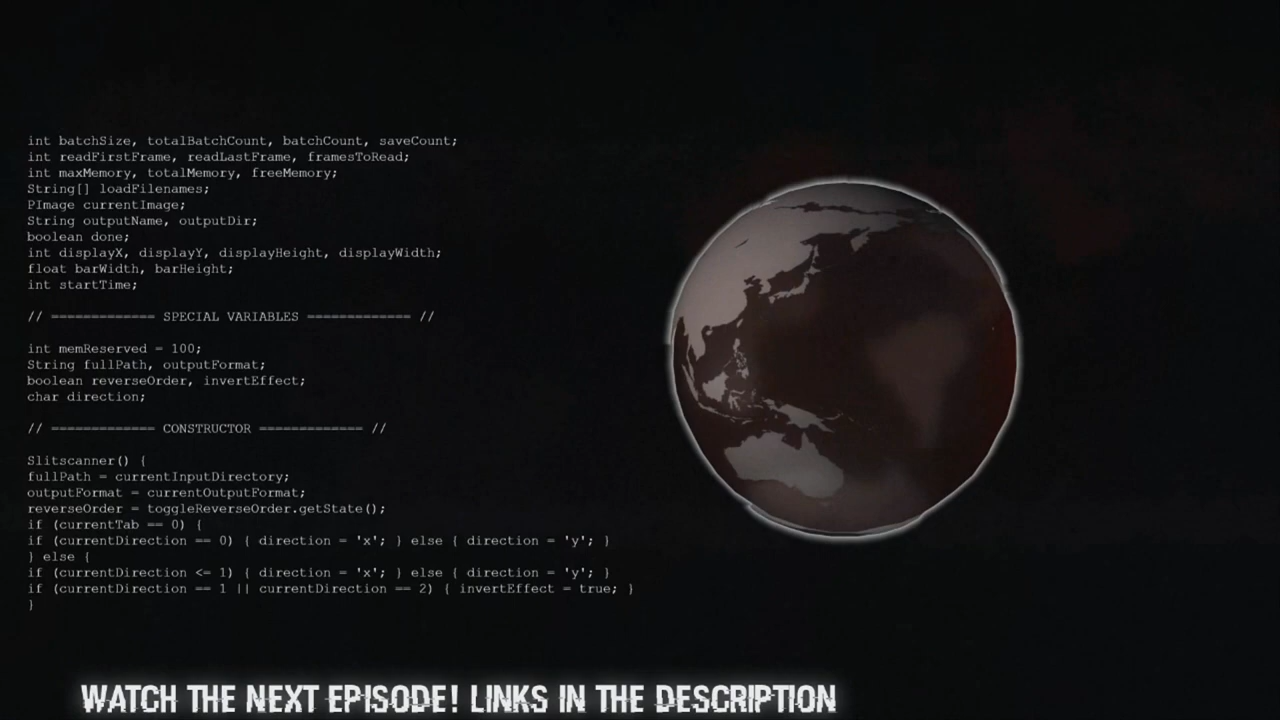 int batchSize, totalBatchCount, batchCount, saveCount;
int readFirstFrame, readLastFrame, framesToRead;
int maxMemory, totalMemory, freeMemory;
String[] loadFilenames;
PImage currentImage;
String outputName, outputDir;
boolean done;
int displayX, displayY, displayHeight, displayWidth;
float barWidth, barHeight;
int startTime;
// ============= SPECIAL VARIABLES ============= //
int memReserved = 100;
String fullPath, outputFormat;
boolean reverseOrder, invertEffect;
char direction;
// ============= CONSTRUCTOR ============= //
Slitscanner() {
fullPath = currentInputDirectory;
outputFormat = currentOutputFormat;
reverseOrder = toggleReverseOrder.getState();
if (currentTab == 0) {
if (currentDirection == 0) { direction = 'x'; } else { direction = 'y'; }
} else {
if (currentDirection <= 1) { direction = 'x'; } else { direction = 'y'; }
if (currentDirection == 1 || currentDirection == 2) { invertEffect = true; }
}
WATCH THE NEXT EPISODE! LINKS IN THE DESCRIPTION